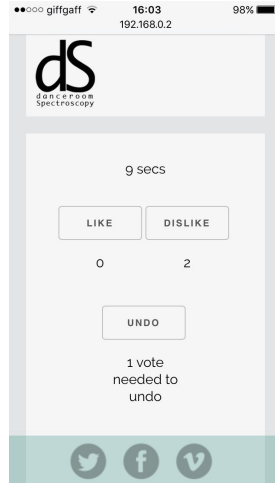 giffgaff 16:03 98%
192.168.0.2
dS
danceroom
Spectroscopy
9 secs
LIKE DISLIKE
0 2
UNDO
1 vote
needed to
undo